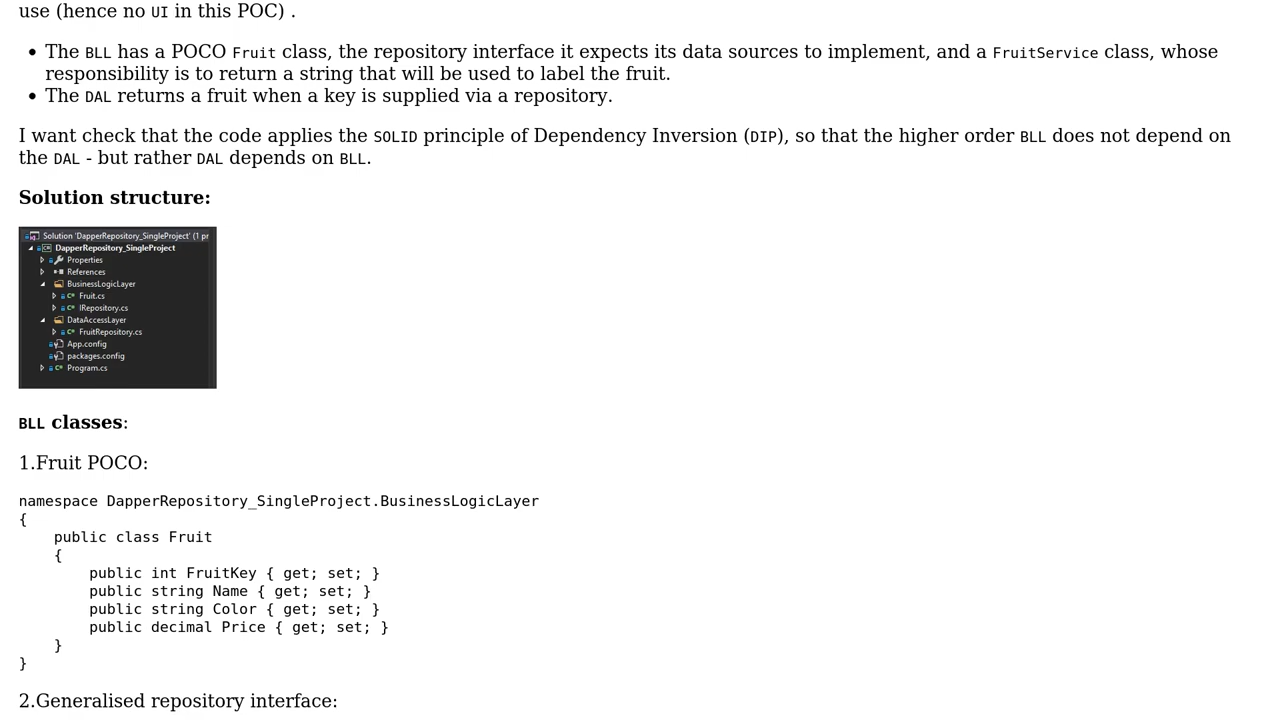 use (hence no UI in this POC) .
• The BLL has a POCO Fruit class, the repository interface it expects its data sources to implement, and a FruitService class, whose
responsibility is to return a string that will be used to label the fruit.
• The DAL returns a fruit when a key is supplied via a repository.
I want check that the code applies the SOLID principle of Dependency Inversion (DIP), so that the higher order BLL does not depend on
the DAL - but rather DAL depends on BLL.
Solution structure:
Solution 'DapperRepository_SingleProject' (1 pr
DapperRepository_SingleProject
Properties
References
BusinessLogicLayer
Fruit.cs
IRepository.cs
DataAccessLayer
FruitRepository.cs
App.config
packages.config
Program.cs
BLL classes:
1.Fruit POCO:
namespace DapperRepository_SingleProject.BusinessLogicLayer
{
    public class Fruit
    {
        public int FruitKey { get; set; }
        public string Name { get; set; }
        public string Color { get; set; }
        public decimal Price { get; set; }
    }
}
2.Generalised repository interface: